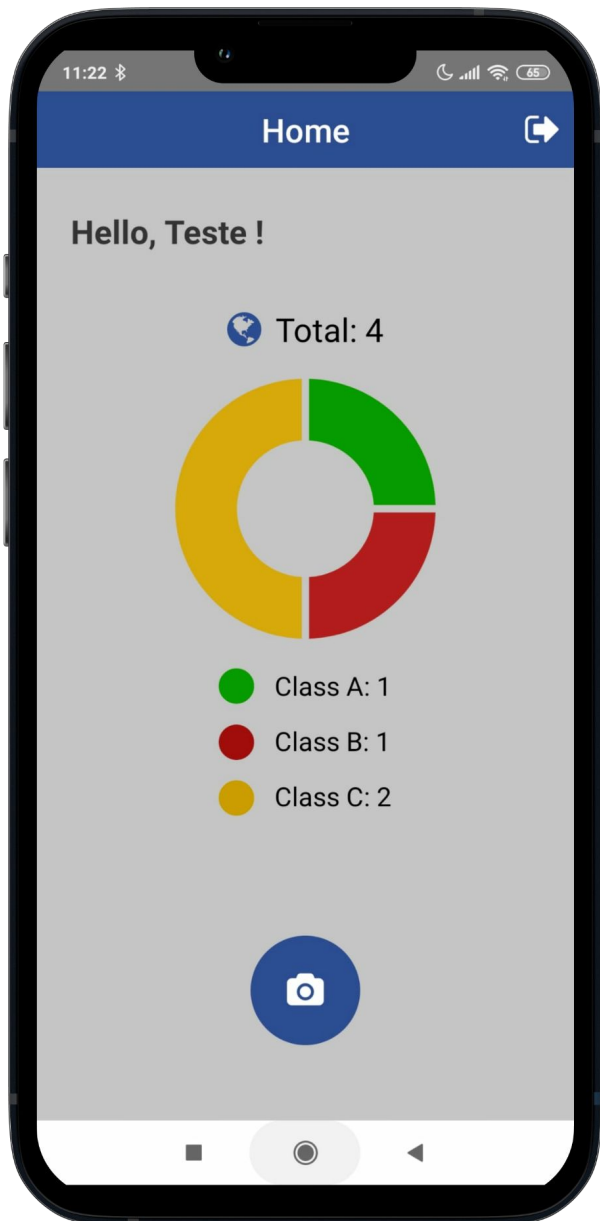 11:22
65
Home
Hello, Teste !
Total: 4
Class A: 1
Class B: 1
Class C: 2